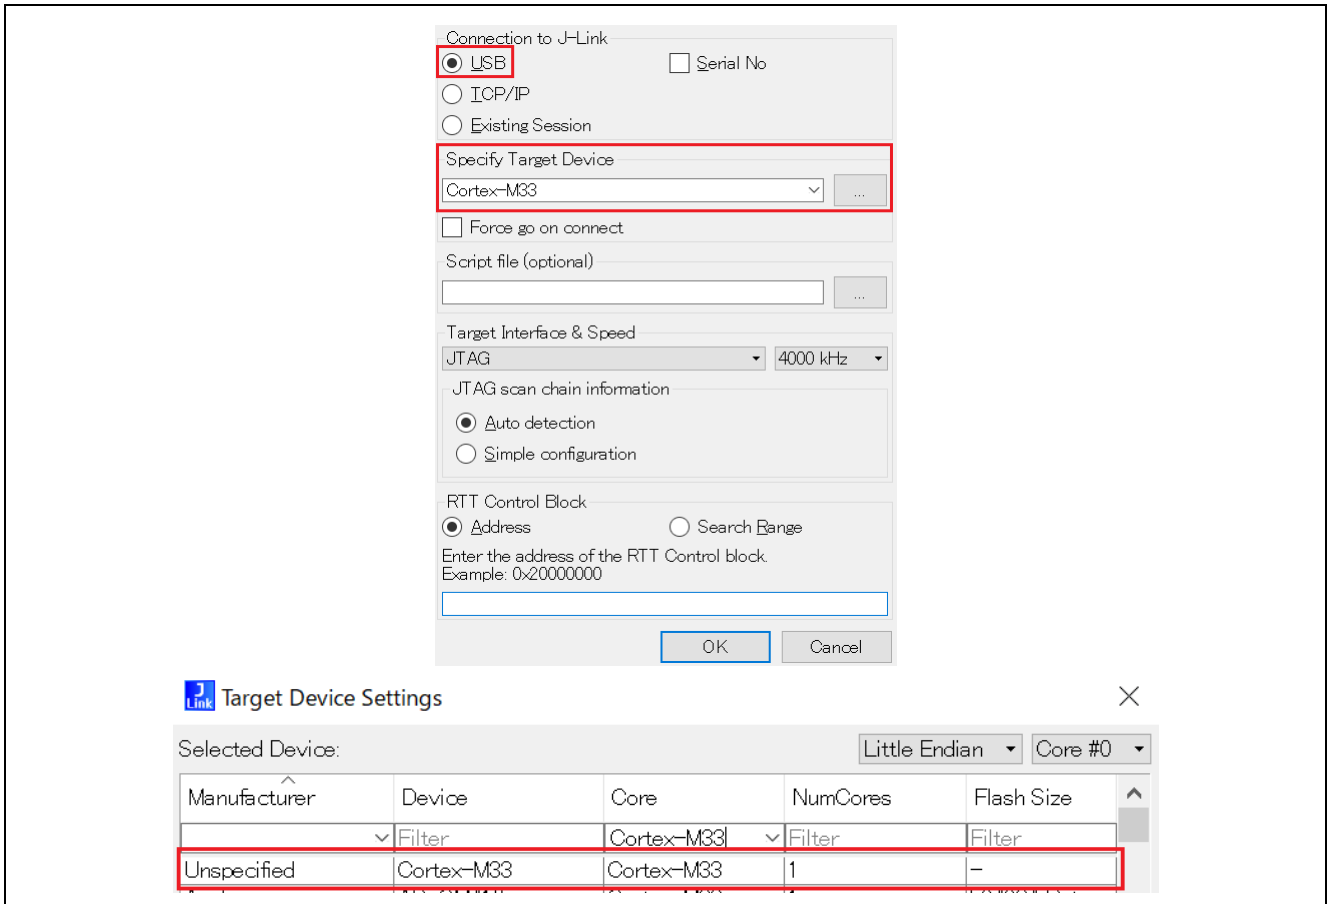 Connection to J-Link
USB Serial No
TCP/IP
Existing Session
Specify Target Device
Cortex-M33 ...
Force go on connect
Script file (optional)
...
Target Interface & Speed
JTAG 4000 kHz
JTAG scan chain information
Auto detection
Simple configuration
RTT Control Block
Address Search Range
Enter the address of the RTT Control block.
Example: 0x20000000
OK Cancel
J Link Target Device Settings
Selected Device: Little Endian Core #0
Manufacturer Device Core NumCores Flash Size
Filter Cortex-M33 Filter Filter
Unspecified Cortex-M33 Cortex-M33 1 -